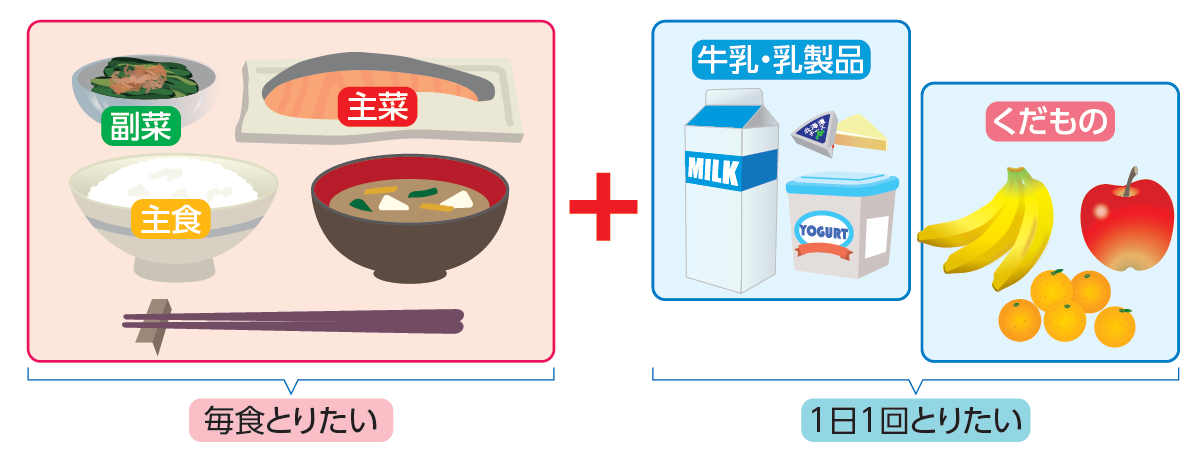 副菜
主菜
主食
毎食とりたい
+
牛乳・乳製品
MILK
YOGURT
くだもの
1日1回とりたい